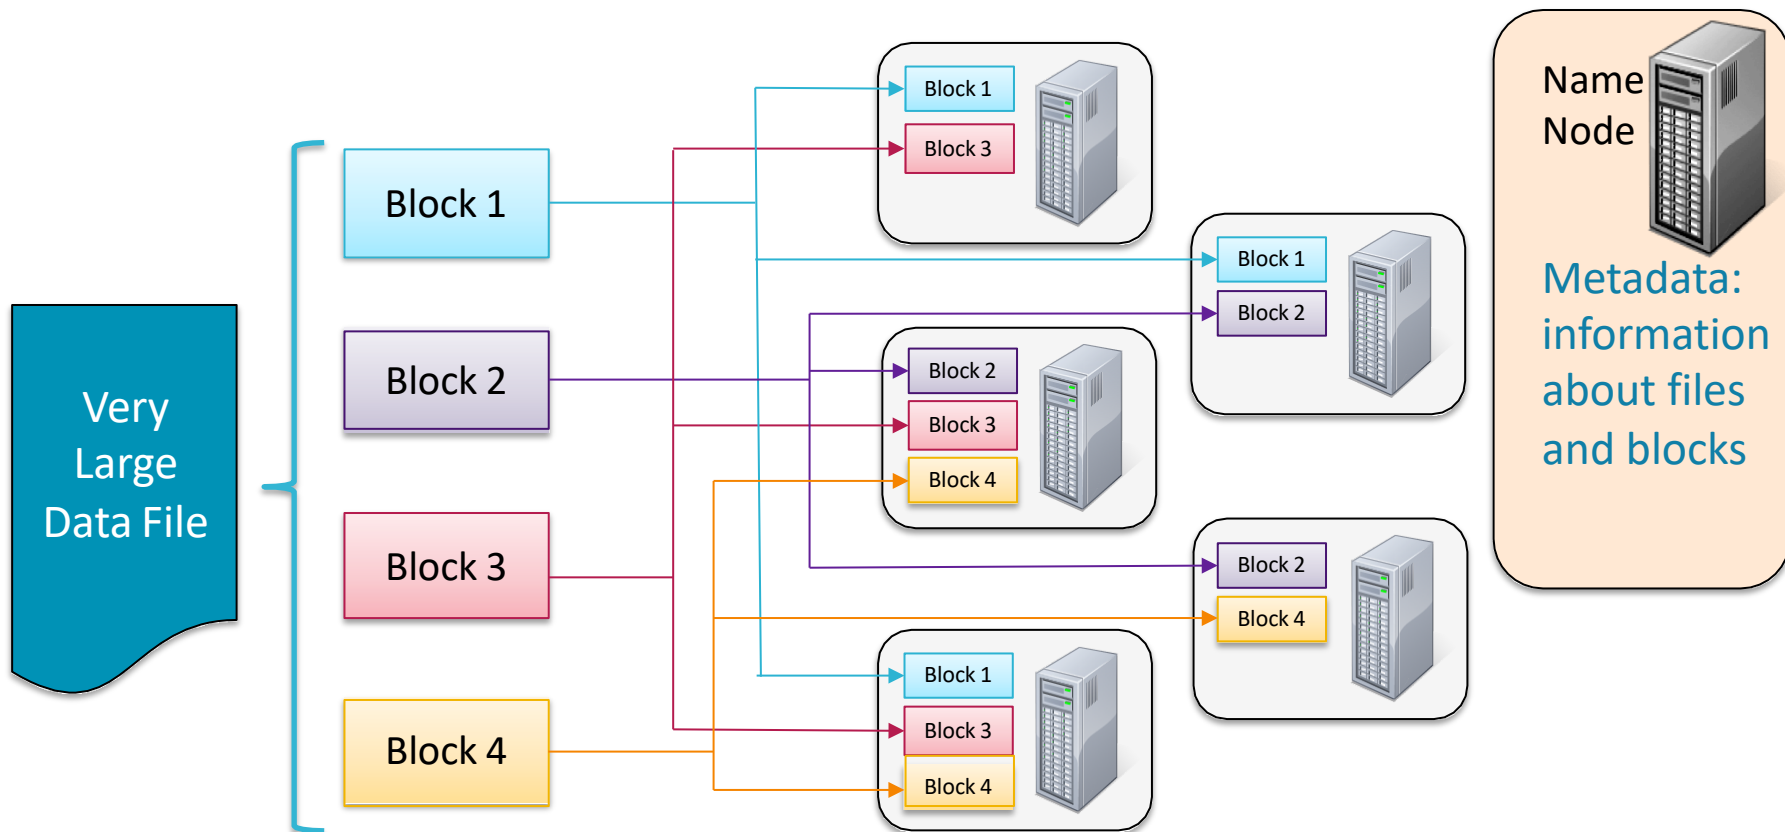 Very
Large
Data File
Block 1
Block 2
Block 3
Block 4
Block 1
Block 3
Block 1
Block 2
Block 2
Block 3
Block 4
Block 2
Block 4
Block 1
Block 3
Block 4
Name
Node
Metadata:
information
about files
and blocks